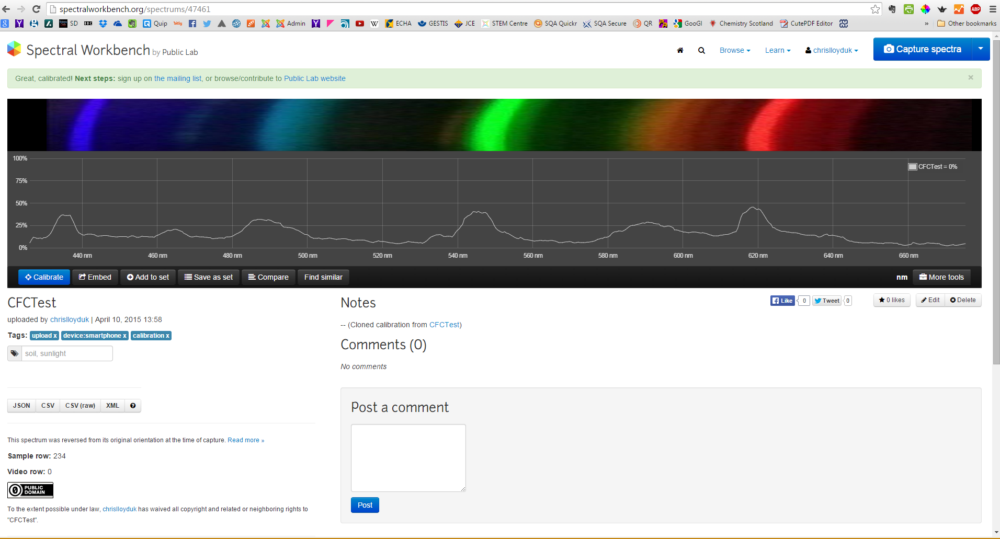 spectralworkbench.org/spectrums/47461
ABP
SD BBC Quip bitly Admin W ECHA GESTIS JCE STEM Centre SQA Quickr SQA Secure QR GooGl Chemistry Scotland CutePDF Editor » Other bookmarks
Spectral Workbench by Public Lab
Browse Learn chrislloyduk Capture spectra
Great, calibrated! Next steps: sign up on the mailing list, or browse/contribute to Public Lab website ×
100%
CFCTest = 0%
75%
50%
25%
0%
440 nm 460 nm 480 nm 500 nm 520 nm 540 nm 560 nm 580 nm 600 nm 620 nm 640 nm 660 nm
Calibrate Embed Add to set Save as set Compare Find similar nm More tools
CFCTest
uploaded by chrislloyduk | April 10, 2015 13:58
Tags: upload x device:smartphone x calibration x
soil, sunlight
Notes
Like 0 Tweet 0 0 likes Edit Delete
-- (Cloned calibration from CFCTest)
Comments (0)
No comments
JSON CSV CSV (raw) XML ?
Post a comment
Post
This spectrum was reversed from its original orientation at the time of capture. Read more »
Sample row: 234
Video row: 0
0 PUBLIC DOMAIN
To the extent possible under law, chrislloyduk has waived all copyright and related or neighboring rights to
"CFCTest".